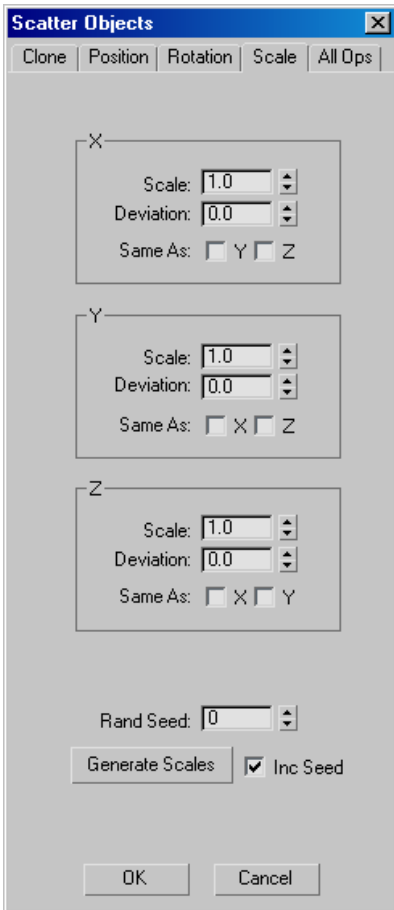 Scatter Objects
Clone Position Rotation Scale All Ops
X
Scale: 1.0
Deviation: 0.0
Same As: Y Z
Y
Scale: 1.0
Deviation: 0.0
Same As: X Z
Z
Scale: 1.0
Deviation: 0.0
Same As: X Y
Rand Seed: 0
Generate Scales Inc Seed
OK Cancel